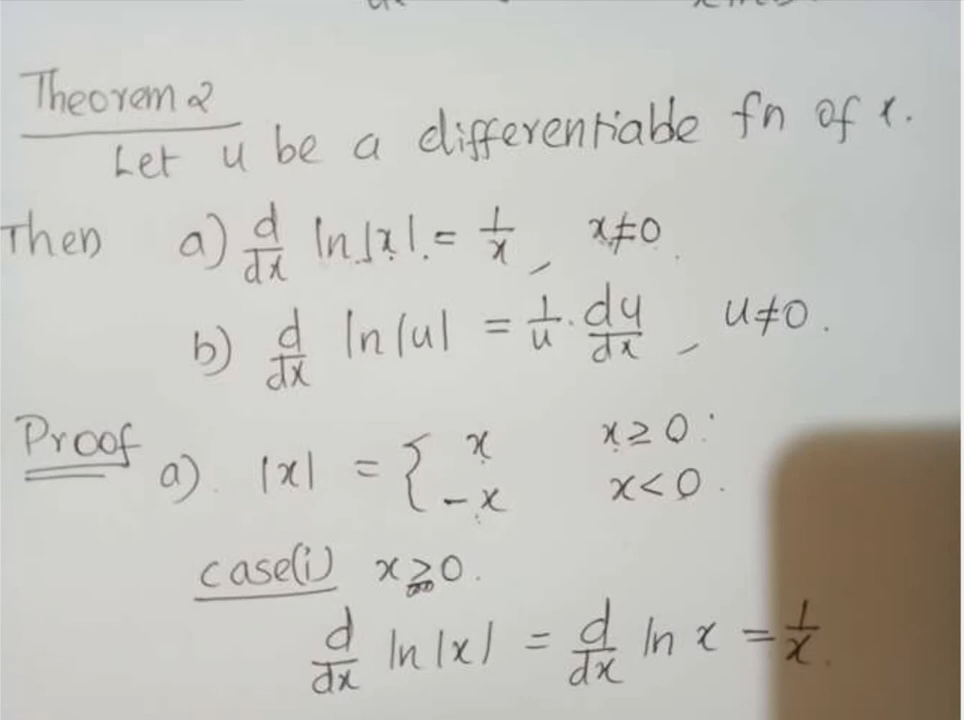 Theorem 2
Let u be a differentiable fn of x.
Then a) d/dx ln|x| = 1/x, x≠0.
b) d/dx ln|u| = 1/u · du/dx, u≠0.
Proof a). |x| = { x x≥0.
-x x<0.
case(i) x≥0.
d/dx ln|x| = d/dx ln x = 1/x.